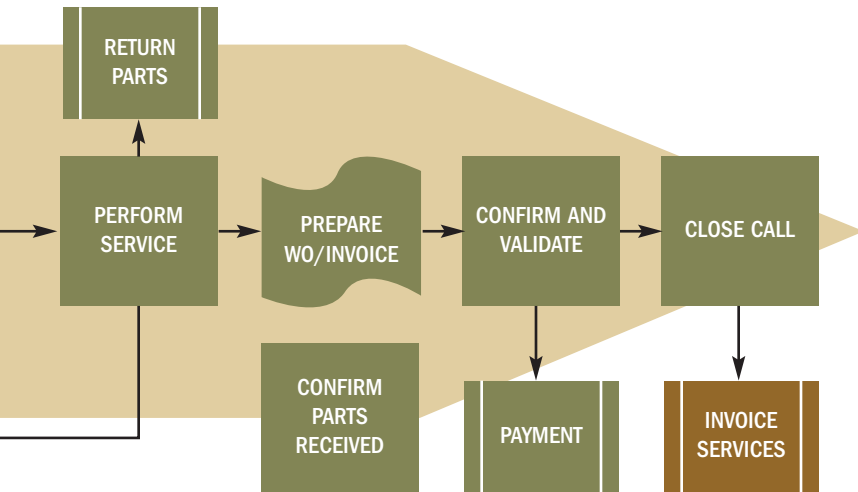 RETURN
PARTS
PERFORM
SERVICE
PREPARE
WO/INVOICE
CONFIRM AND
VALIDATE
CLOSE CALL
CONFIRM
PARTS
RECEIVED
PAYMENT
INVOICE
SERVICES